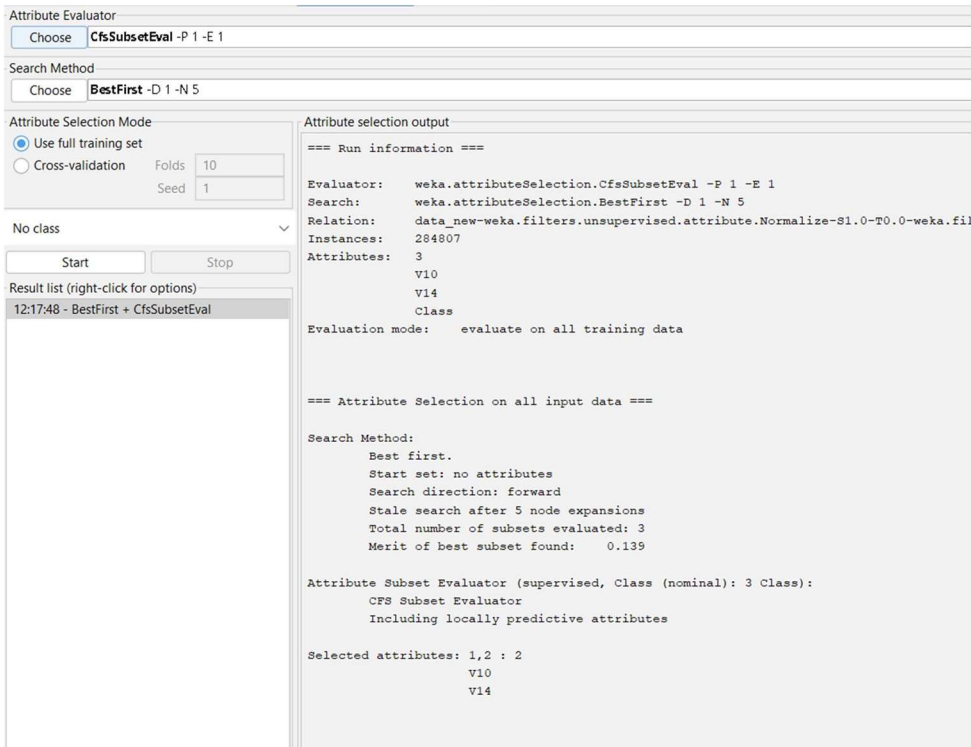 Attribute Evaluator
Choose CfsSubsetEval -P 1 -E 1
Search Method
Choose BestFirst -D 1 -N 5
Attribute Selection Mode
Use full training set
Cross-validation Folds 10
Seed 1
No class
Start Stop
Result list (right-click for options)
12:17:48 - BestFirst + CfsSubsetEval
Attribute selection output
=== Run information ===
Evaluator: weka.attributeSelection.CfsSubsetEval -P 1 -E 1
Search: weka.attributeSelection.BestFirst -D 1 -N 5
Relation: data_new-weka.filters.unsupervised.attribute.Normalize-S1.0-T0.0-weka.fil
Instances: 284807
Attributes: 3
V10
V14
Class
Evaluation mode: evaluate on all training data
=== Attribute Selection on all input data ===
Search Method:
Best first.
Start set: no attributes
Search direction: forward
Stale search after 5 node expansions
Total number of subsets evaluated: 3
Merit of best subset found: 0.139
Attribute Subset Evaluator (supervised, Class (nominal): 3 Class):
CFS Subset Evaluator
Including locally predictive attributes
Selected attributes: 1,2 : 2
V10
V14